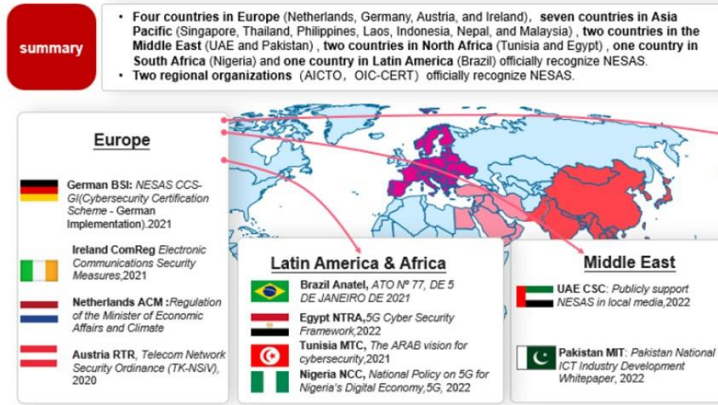 summary
• Four countries in Europe (Netherlands, Germany, Austria, and Ireland)，seven countries in Asia
Pacific (Singapore, Thailand, Philippines, Laos, Indonesia, Nepal, and Malaysia) , two countries in the
Middle East (UAE and Pakistan) , two countries in North Africa (Tunisia and Egypt) , one country in
South Africa (Nigeria) and one country in Latin America (Brazil) officially recognize NESAS.
• Two regional organizations （AICTO，OIC-CERT）officially recognize NESAS.
Europe
German BSI: NESAS CCS-
GI(Cybersecurity Certification
Scheme - German
Implementation).2021
Ireland ComReg Electronic
Communications Security
Measures,2021
Netherlands ACM :Regulation
of the Minister of Economic
Affairs and Climate
Austria RTR, Telecom Network
Security Ordinance (TK-NSiV),
2020
Latin America & Africa
Brazil Anatel, ATO Nº 77, DE 5
DE JANEIRO DE 2021
Egypt NTRA,5G Cyber Security
Framework,2022
Tunisia MTC, The ARAB vision for
cybersecurity,2021
Nigeria NCC, National Policy on 5G for
Nigeria's Digital Economy,5G, 2022
Middle East
UAE CSC: Publicly support
NESAS in local media,2022
Pakistan MIT: Pakistan National
ICT Industry Development
Whitepaper, 2022